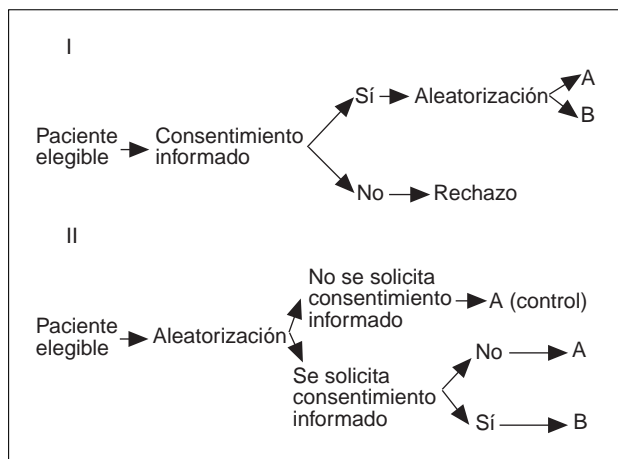 I
Sí Aleatorización A
B
Paciente
elegible
Consentimiento
informado
No Rechazo
II
Paciente
elegible
Aleatorización
No se solicita
consentimiento
informado
A (control)
Se solicita
consentimiento
informado
No A
Sí B